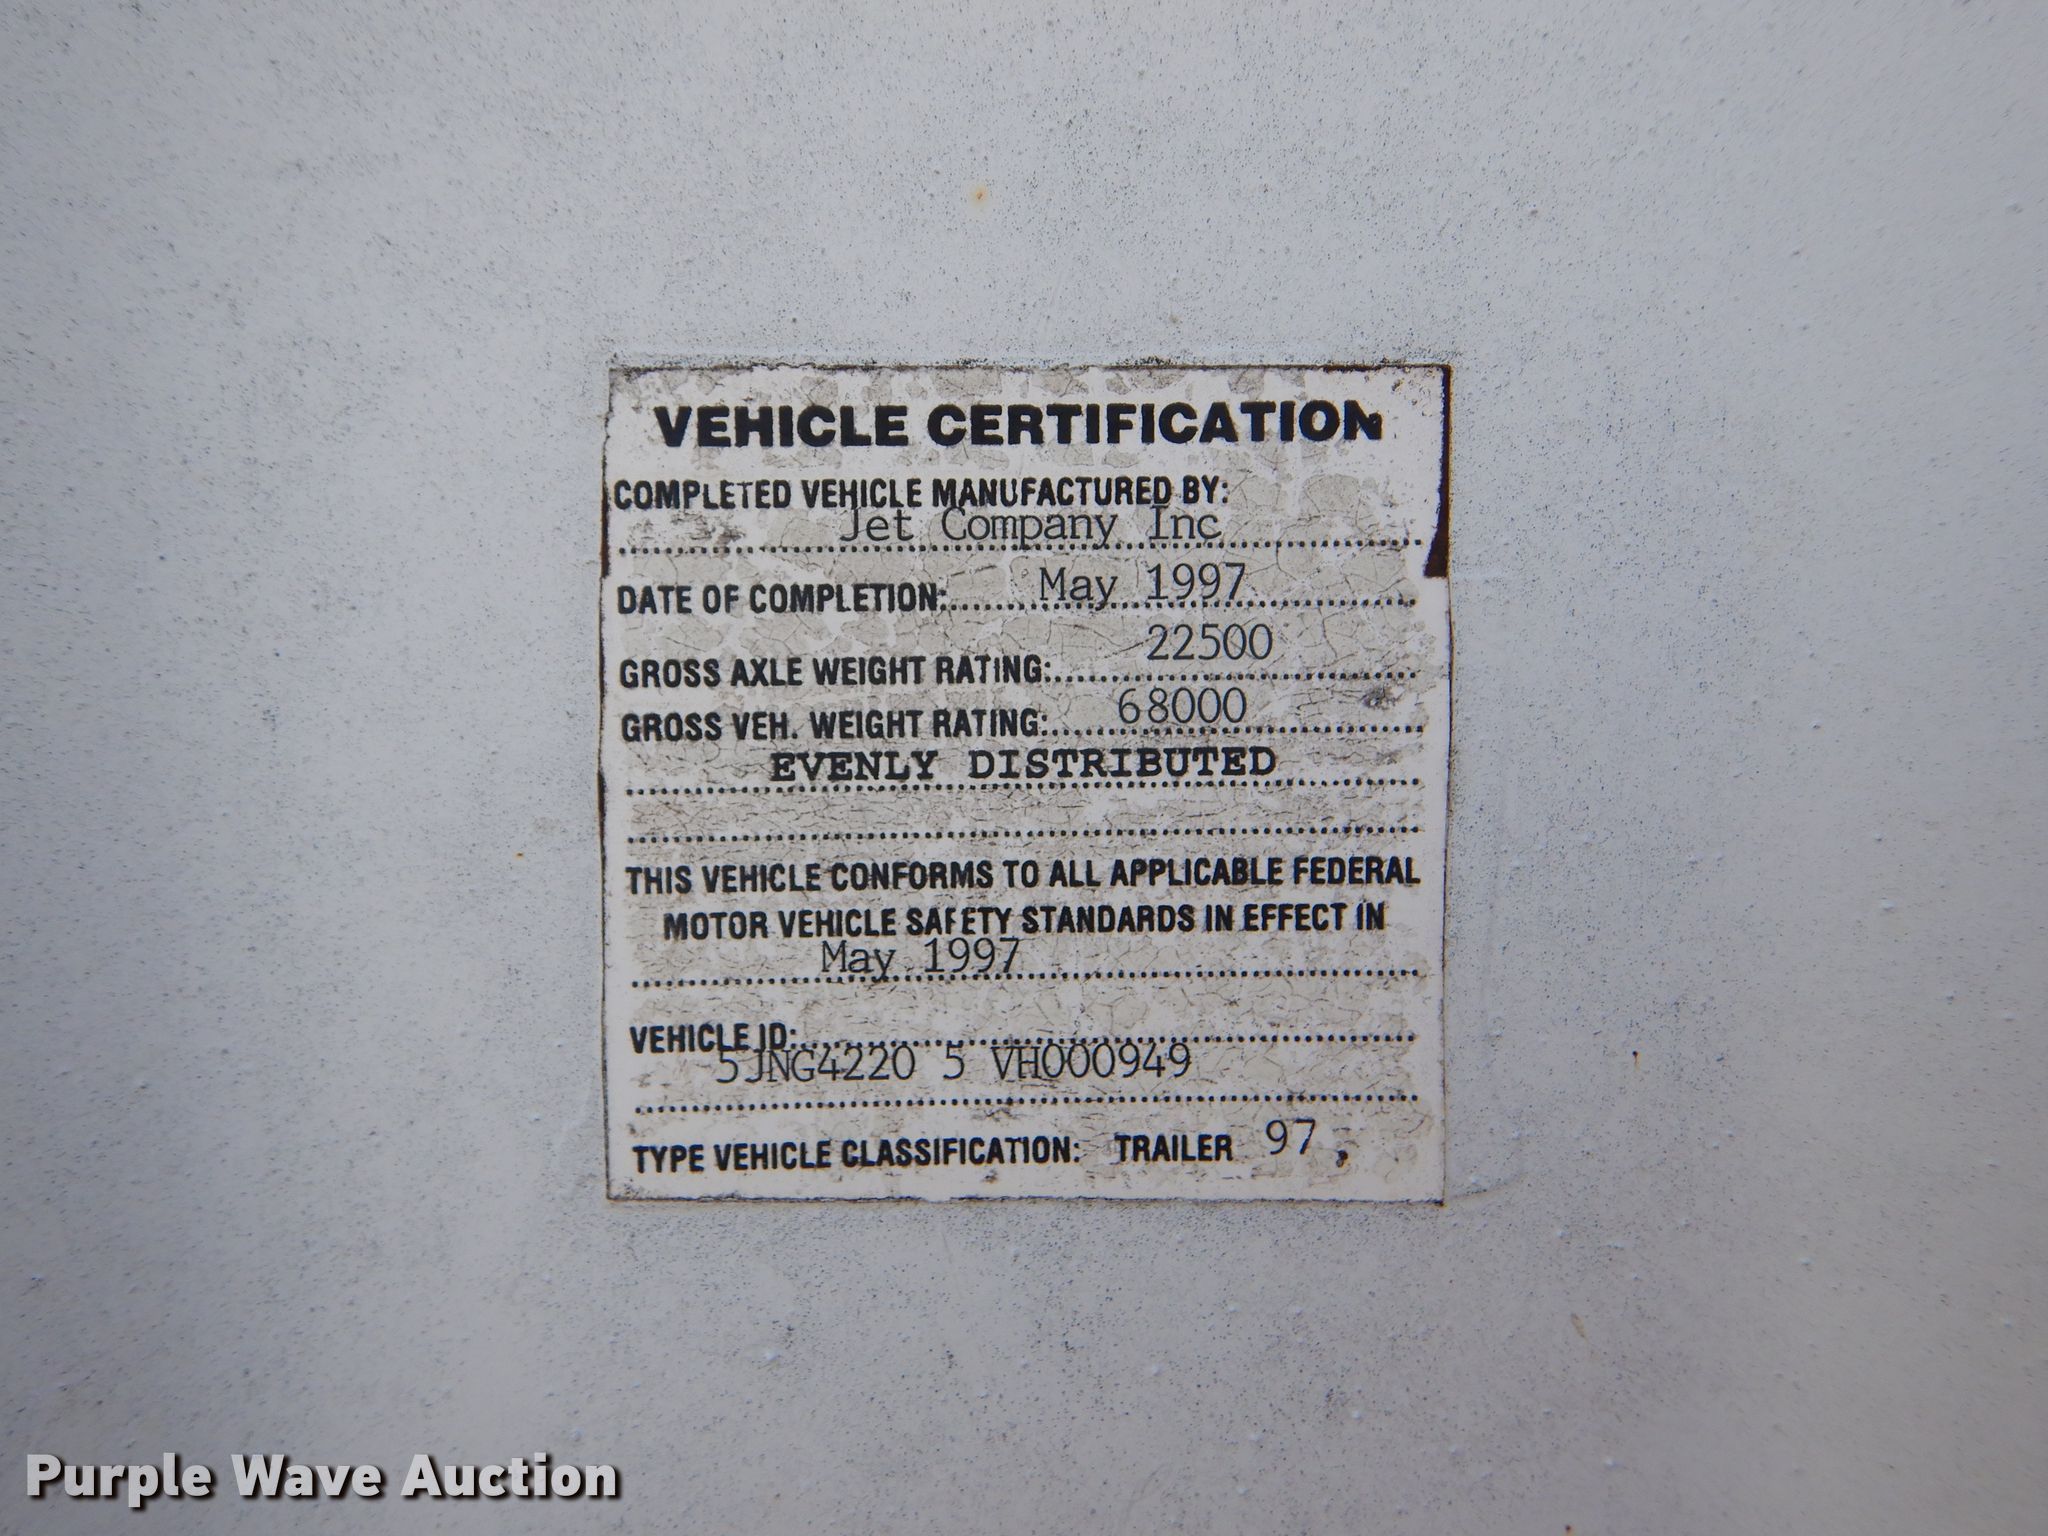 VEHICLE CERTIFICATION
COMPLETED VEHICLE MANUFACTURED BY:
Jet Company Inc
DATE OF COMPLETION: May 1997
22500
GROSS AXLE WEIGHT RATING:
GROSS VEH. WEIGHT RATING: 68000
EVENLY DISTRIBUTED
THIS VEHICLE CONFORMS TO ALL APPLICABLE FEDERAL
MOTOR VEHICLE SAFETY STANDARDS IN EFFECT IN
May 1997
VEHICLE ID:
5JNG4220 5 VH000949
TYPE VEHICLE CLASSIFICATION: TRAILER 97
Purple Wave Auction